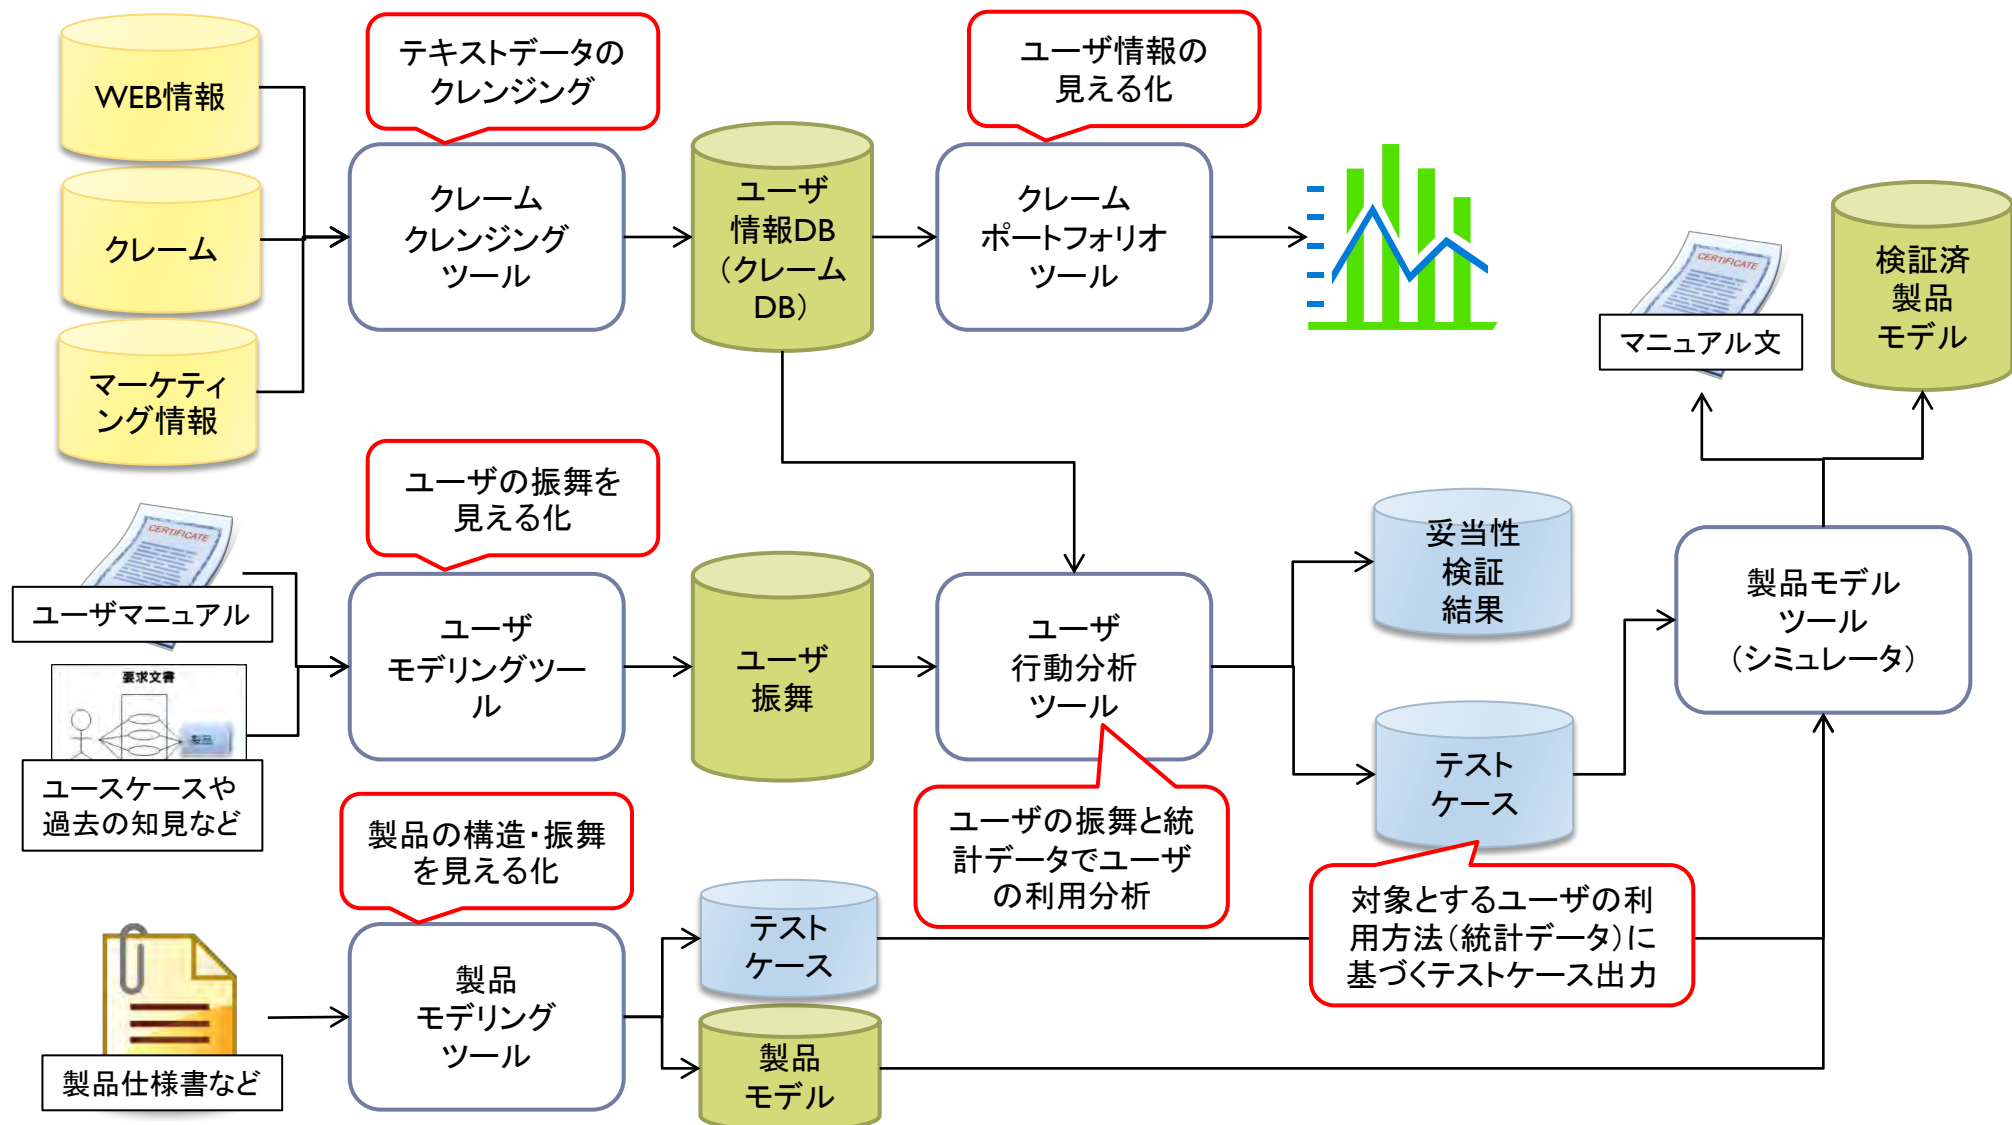 WEB情報
クレーム
マーケティ
ング情報
テキストデータの
クレンジング
クレーム
クレンジング
ツール
ユーザ
情報DB
（クレーム
DB）
ユーザ情報の
見える化
クレーム
ポートフォリオ
ツール
CERTIFICATE
マニュアル文
検証済
製品
モデル
ユーザの振舞を
見える化
CERTIFICATE
ユーザマニュアル
要求文書
製品
ユースケースや
過去の知見など
ユーザ
モデリングツー
ル
ユーザ
振舞
ユーザ
行動分析
ツール
妥当性
検証
結果
テスト
ケース
製品モデル
ツール
（シミュレータ）
ユーザの振舞と統
計データでユーザ
の利用分析
対象とするユーザの利
用方法（統計データ）に
基づくテストケース出力
製品の構造・振舞
を見える化
製品仕様書など
製品
モデリング
ツール
テスト
ケース
製品
モデル